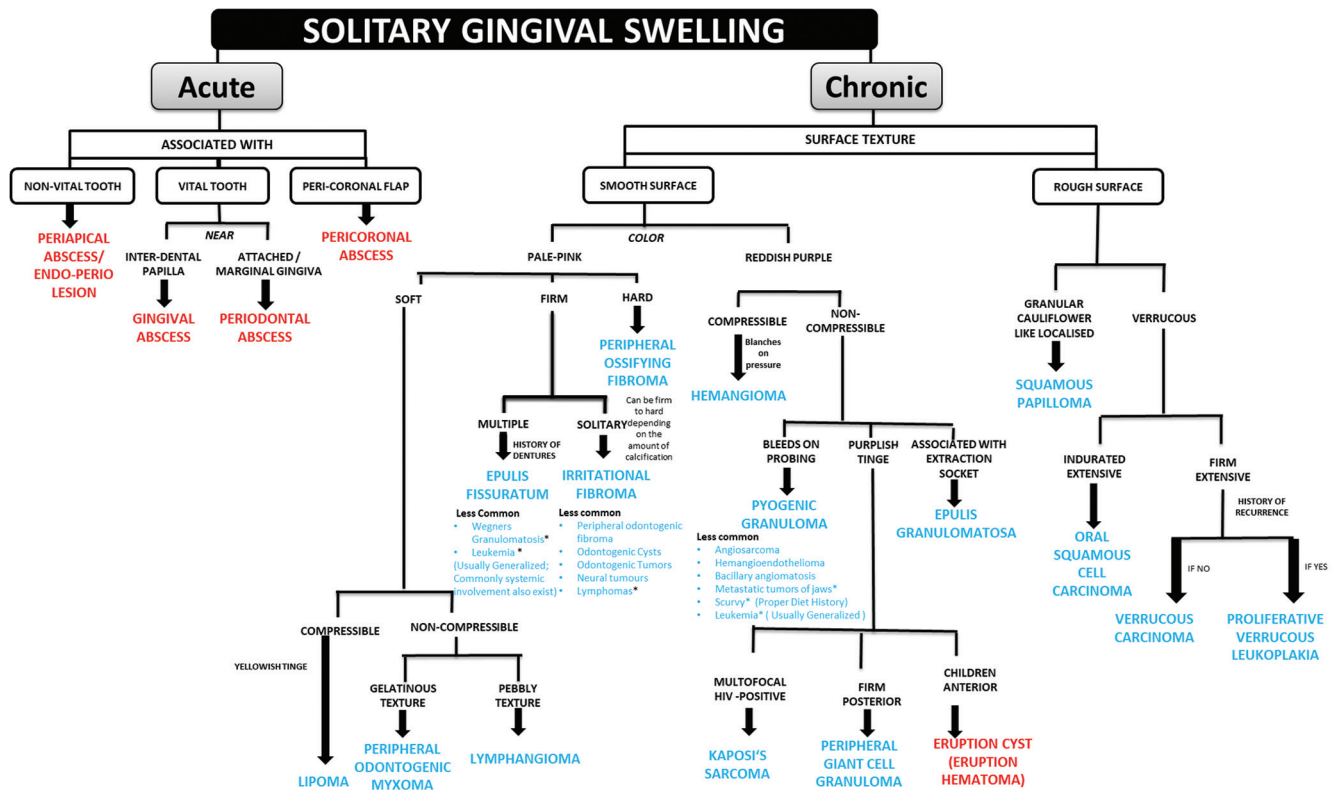 SOLITARY GINGIVAL SWELLING
Acute
Chronic
ASSOCIATED WITH
SURFACE TEXTURE
NON-VITAL TOOTH
VITAL TOOTH
PERI-CORONAL FLAP
SMOOTH SURFACE
ROUGH SURFACE
PERIAPICAL
ABSCESS/
ENDO-PERIO
LESION
NEAR
INTER-DENTAL
PAPILLA
ATTACHED /
MARGINAL GINGIVA
GINGIVAL
ABSCESS
PERIODONTAL
ABSCESS
PERICORONAL
ABSCESS
COLOR
PALE-PINK
REDDISH PURPLE
SOFT
FIRM
HARD
PERIPHERAL
OSSIFYING
FIBROMA
Can be firm
to hard
depending
on the
amount of
calcification
MULTIPLE
HISTORY OF
DENTURES
SOLITARY
EPULIS
FISSURATUM
Less Common
• Wegners
Granulomatosis*
• Leukemia *
(Usually Generalized;
Commonly systemic
involvement also exist)
IRRITATIONAL
FIBROMA
Less common
• Peripheral odontogenic
fibroma
• Odontogenic Cysts
• Odontogenic Tumors
• Neural tumours
• Lymphomas*
COMPRESSIBLE
NON-COMPRESSIBLE
YELLOWISH TINGE
GELATINOUS
TEXTURE
PEBBLY
TEXTURE
LIPOMA
PERIPHERAL
ODONTOGENIC
MYXOMA
LYMPHANGIOMA
COMPRESSIBLE
Blanches
on
pressure
HEMANGIOMA
NON-
COMPRESSIBLE
BLEEDS ON
PROBING
PURPLISH
TINGE
ASSOCIATED WITH
EXTRACTION
SOCKET
PYOGENIC
GRANULOMA
Less common
• Angiosarcoma
• Hemangioendothelioma
• Bacillary angiomatosis
• Metastatic tumors of jaws*
• Scurvy* (Proper Diet History)
• Leukemia* ( Usually Generalized )
EPULIS
GRANULOMATOSA
MULTOFOCAL
HIV -POSITIVE
FIRM
POSTERIOR
CHILDREN
ANTERIOR
KAPOSI'S
SARCOMA
PERIPHERAL
GIANT CELL
GRANULOMA
ERUPTION CYST
(ERUPTION
HEMATOMA)
GRANULAR
CAULIFLOWER
LIKE LOCALISED
VERRUCOUS
SQUAMOUS
PAPILLOMA
INDURATED
EXTENSIVE
FIRM
EXTENSIVE
HISTORY OF
RECURRENCE
ORAL
SQUAMOUS
CELL
CARCINOMA
IF NO
IF YES
VERRUCOUS
CARCINOMA
PROLIFERATIVE
VERRUCOUS
LEUKOPLAKIA